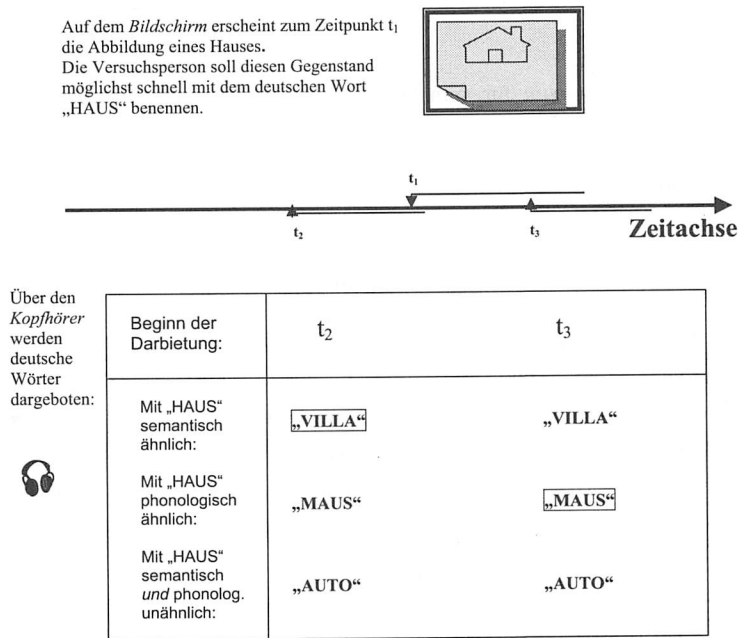 Auf dem Bildschirm erscheint zum Zeitpunkt t₁
die Abbildung eines Hauses.
Die Versuchsperson soll diesen Gegenstand
möglichst schnell mit dem deutschen Wort
„HAUS“ benennen.
t₁
t₂
t₃
Zeitachse
Über den
Kopfhörer
werden
deutsche
Wörter
dargeboten:
Beginn der
Darbietung:
t₂
t₃
Mit „HAUS“
semantisch
ähnlich:
„VILLA“
„VILLA“
Mit „HAUS“
phonologisch
ähnlich:
„MAUS“
„MAUS“
Mit „HAUS“
semantisch
und phonolog.
unähnlich:
„AUTO“
„AUTO“